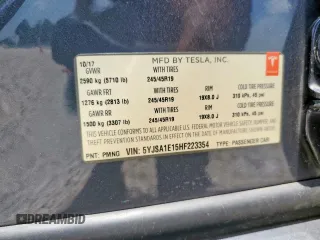 MFD BY TESLA, INC.
10/17
GVWR WITH TIRES
2590 kg (5710 lb) 245/45R19
GAWR FRT WITH TIRES RIM COLD TIRE PRESSURE
1276 kg (2813 lb) 245/45R19 19X8.0 J 310 kPa, 45 psi
GAWR RR WITH TIRES RIM COLD TIRE PRESSURE
1500 kg (3307 lb) 245/45R19 19X8.0 J 310 kPa, 45 psi
THIS VEHICLE CONFORMS TO ALL APPLICABLE
FEDERAL MOTOR VEHICLE SAFETY, BUMPER, AND
THEFT PREVENTION STANDARDS IN EFFECT ON
THE DATE OF MANUFACTURE SHOWN ABOVE.
VIN: 5YJSA1E15HF223354
PNT: PMNG TYPE: PASSENGER CAR
TESLA
DREAMBID